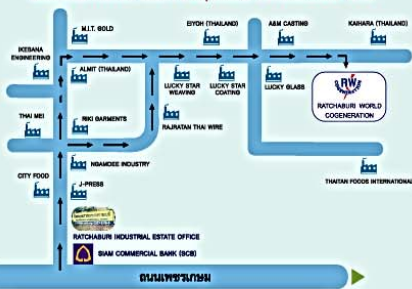 M.I.T. GOLD
EIYOH (THAILAND)
A&M CASTING
KAIHARA (THAILAND)
IKEBANA
ENGINEERING
ALMIT (THAILAND)
LUCKY STAR
WEAVING
LUCKY STAR
COATING
LUCKY GLASS
RW
COGENERATION
RATCHABURI WORLD
COGENERATION
THAI MEI
RIKI GARMENTS
RAJRATAN THAI WIRE
NGAMDEE INDUSTRY
CITY FOOD
J-PRESS
THAITAN FOODS INTERNATIONAL
RATCHABURI INDUSTRIAL ESTATE OFFICE
SIAM COMMERCIAL BANK (SCB)
ถนนเพชรเกษม